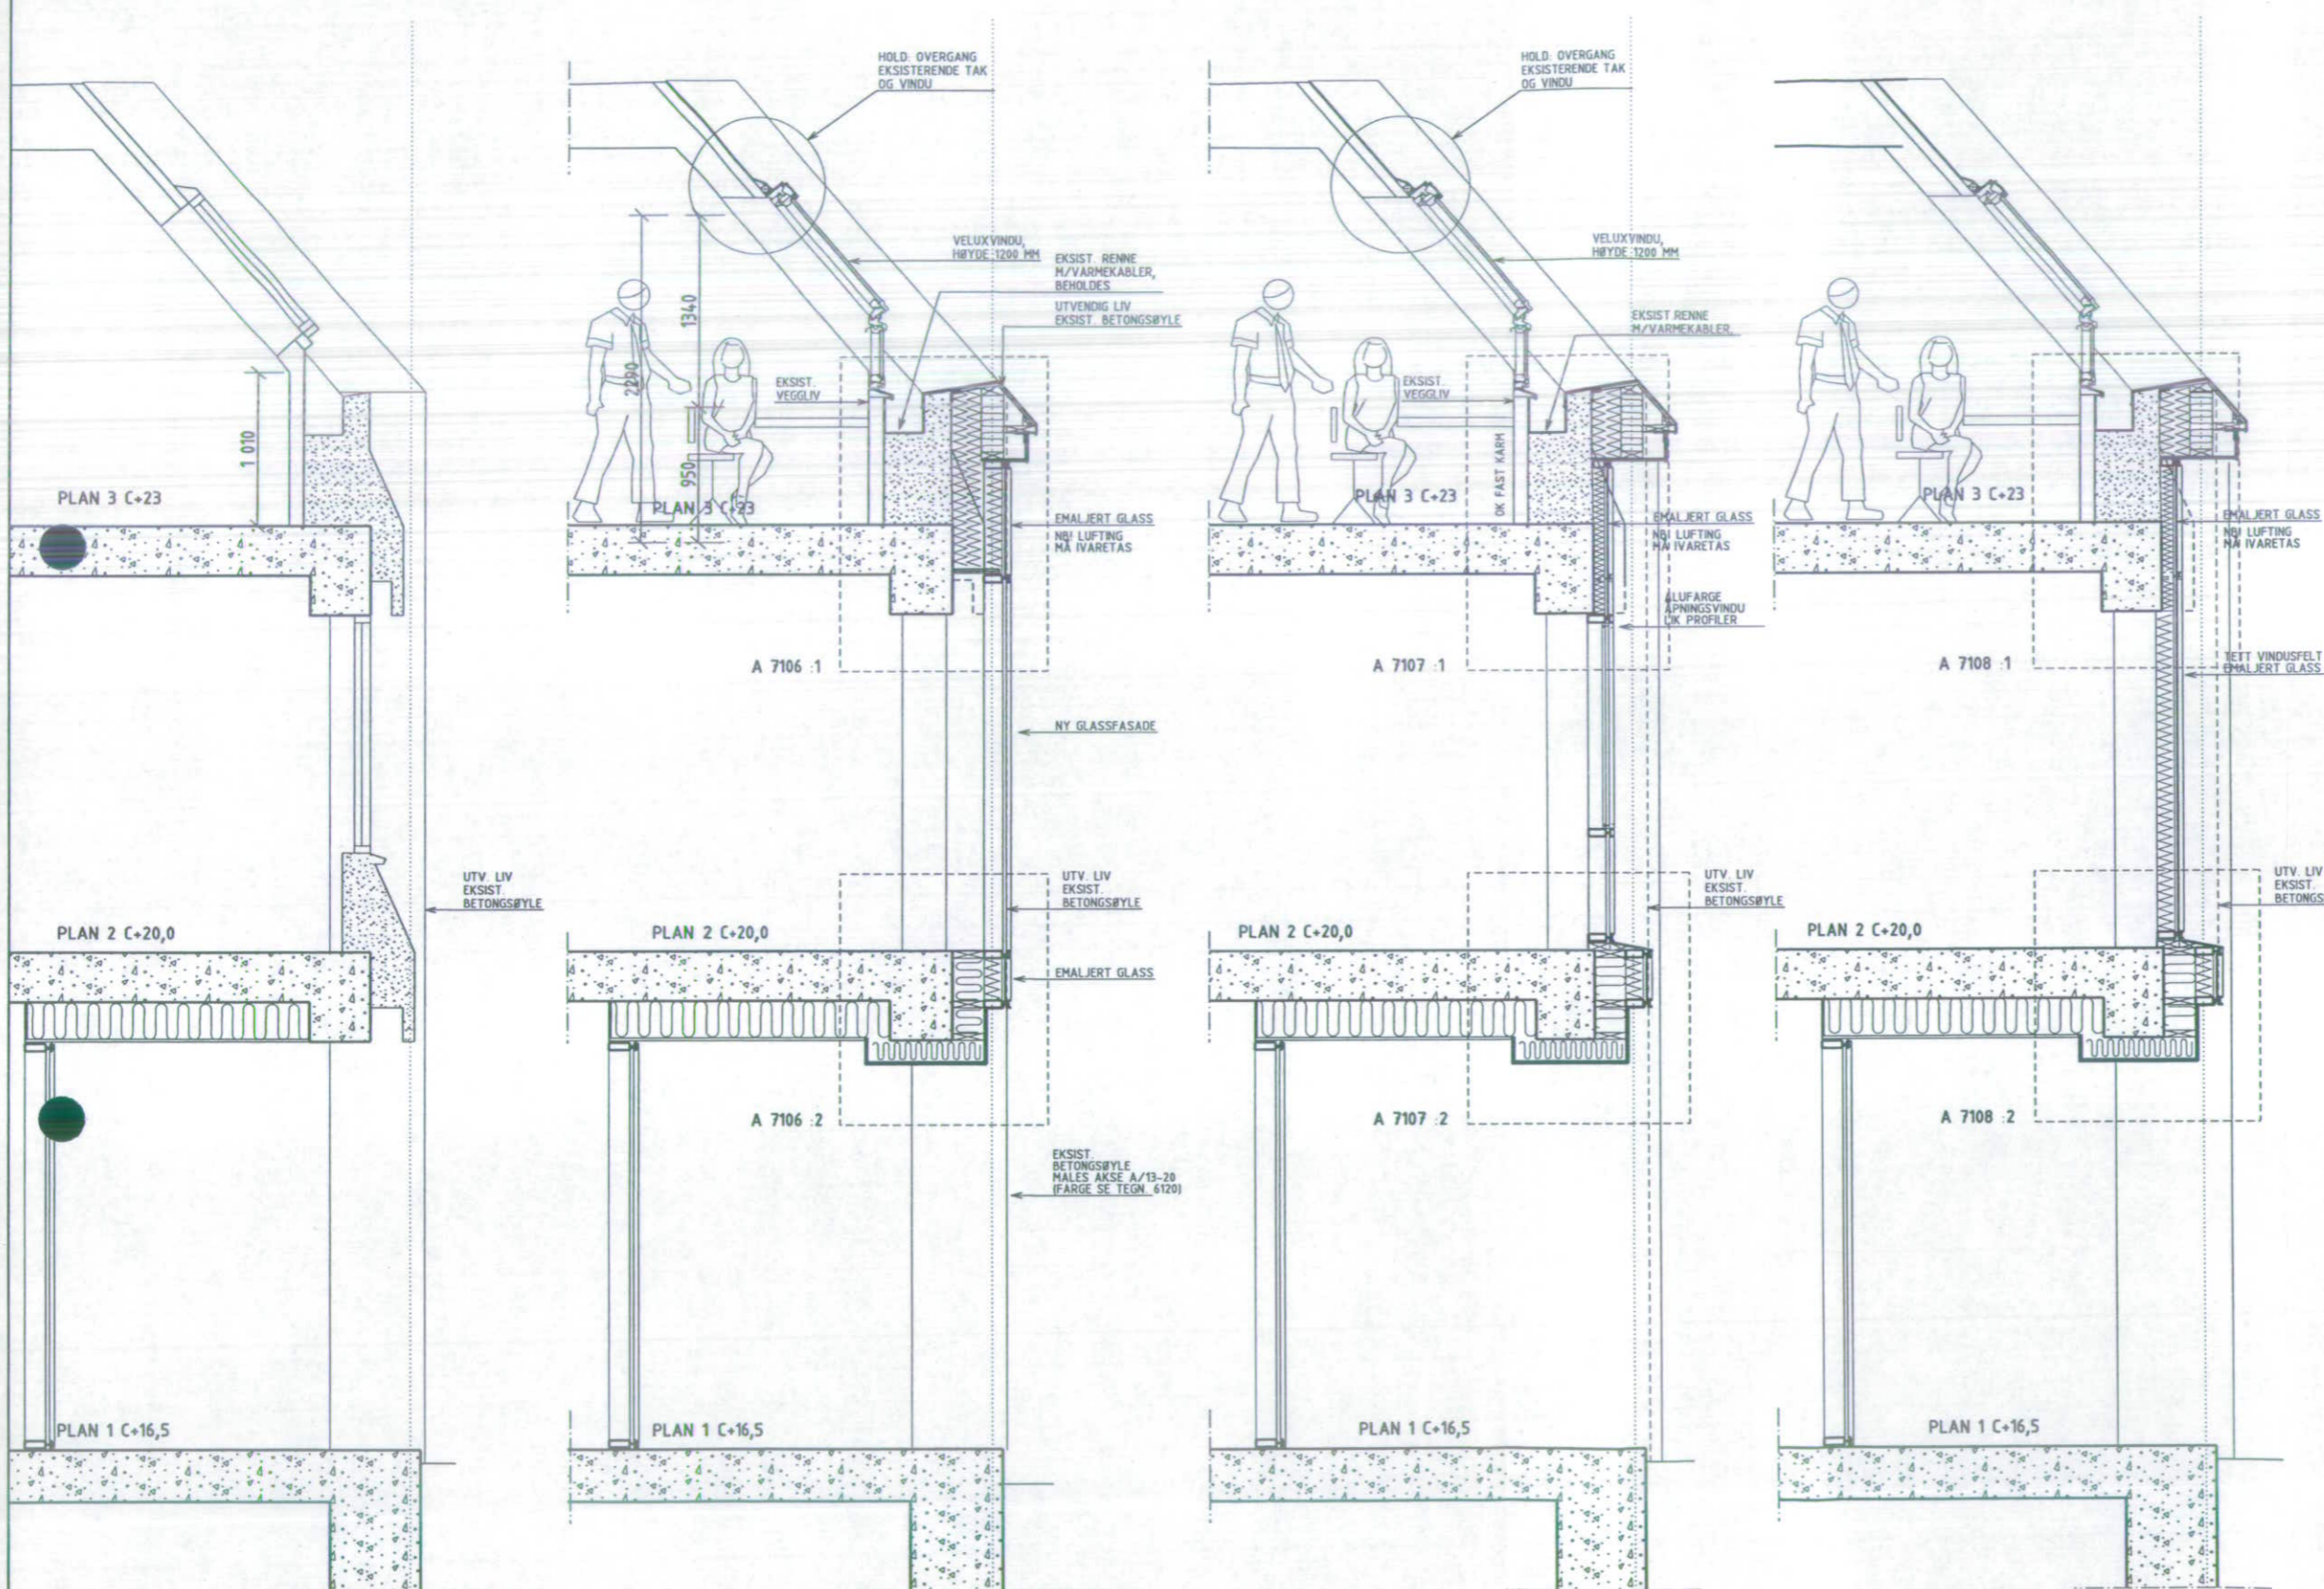 1 010
PLAN 3 C+23
UTV. LIV
EKSIST.
BETONGSØYLE
PLAN 2 C+20,0
PLAN 1 C+16,5
HOLD: OVERGANG
EKSISTERENDE TAK
OG VINDU
VELUXVINDU,
HØYDE 1200 MM
EKSIST. RENNE
M/VARMEKABLER,
BEHOLDES
UTVENDIG LIV
EKSIST. BETONGSØYLE
1340
2290
950
EKSIST.
VEGGLIV
PLAN 3 C+23
EMALJERT GLASS
NB! LUFTING
MÅ IVARETAS
A 7106 :1
NY GLASSFASADE
UTV. LIV
EKSIST.
BETONGSØYLE
PLAN 2 C+20,0
EMALJERT GLASS
A 7106 :2
EKSIST.
BETONGSØYLE
MALES AKSE A/13-20
(FARGE SE TEGN. 6120)
PLAN 1 C+16,5
HOLD: OVERGANG
EKSISTERENDE TAK
OG VINDU
VELUXVINDU,
HØYDE 1200 MM
EKSIST.RENNE
M/VARMEKABLER,
EKSIST.
VEGGLIV
OK FAST KARM
PLAN 3 C+23
EMALJERT GLASS
NB! LUFTING
MÅ IVARETAS
ALUFARGE
ÅPNINGSVINDU
LIK PROFILER
A 7107 :1
UTV. LIV
EKSIST.
BETONGSØYLE
PLAN 2 C+20,0
A 7107 :2
PLAN 1 C+16,5
PLAN 3 C+23
EMALJERT GLASS
NB! LUFTING
MÅ IVARETAS
A 7108 :1
TETT VINDUSFELT
EMALJERT GLASS
UTV. LIV
EKSIST.
BETONGS
PLAN 2 C+20,0
A 7108 :2
PLAN 1 C+16,5